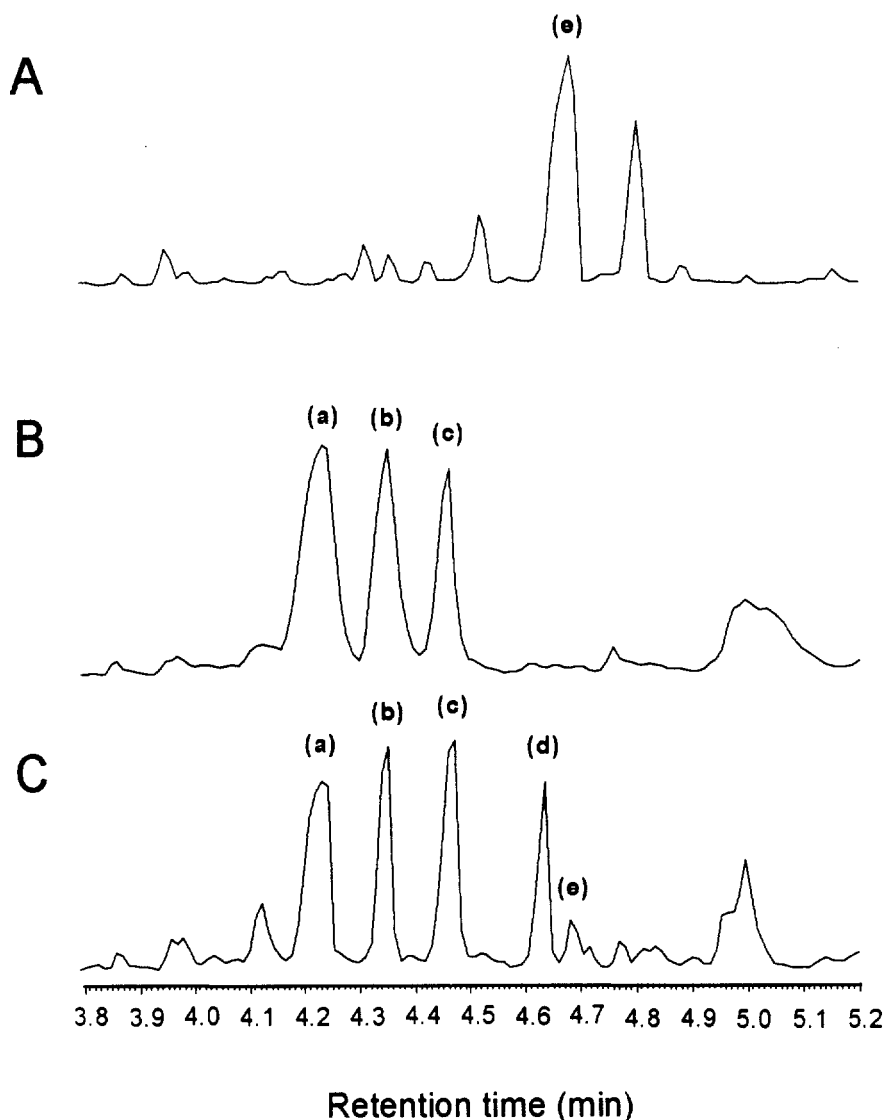 (e)
A
B
(a) (b) (c)
C
(a) (b) (c) (d)
(e)
3.8 3.9 4.0 4.1 4.2 4.3 4.4 4.5 4.6 4.7 4.8 4.9 5.0 5.1 5.2
Retention time (min)